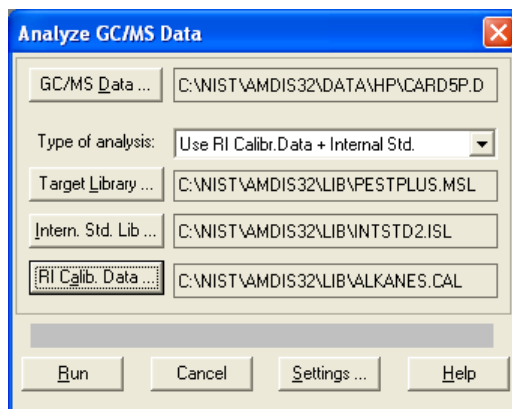 Analyze GC/MS Data
GC/MS Data ... C:\NIST\AMDIS32\DATA\HP\CARD5P.D
Type of analysis: Use RI Calibr.Data + Internal Std.
Target Library ... C:\NIST\AMDIS32\LIB\PESTPLUS.MSL
Intern. Std. Lib ... C:\NIST\AMDIS32\LIB\INTSTD2.ISL
RI Calib. Data ... C:\NIST\AMDIS32\LIB\ALKANES.CAL
Run Cancel Settings ... Help